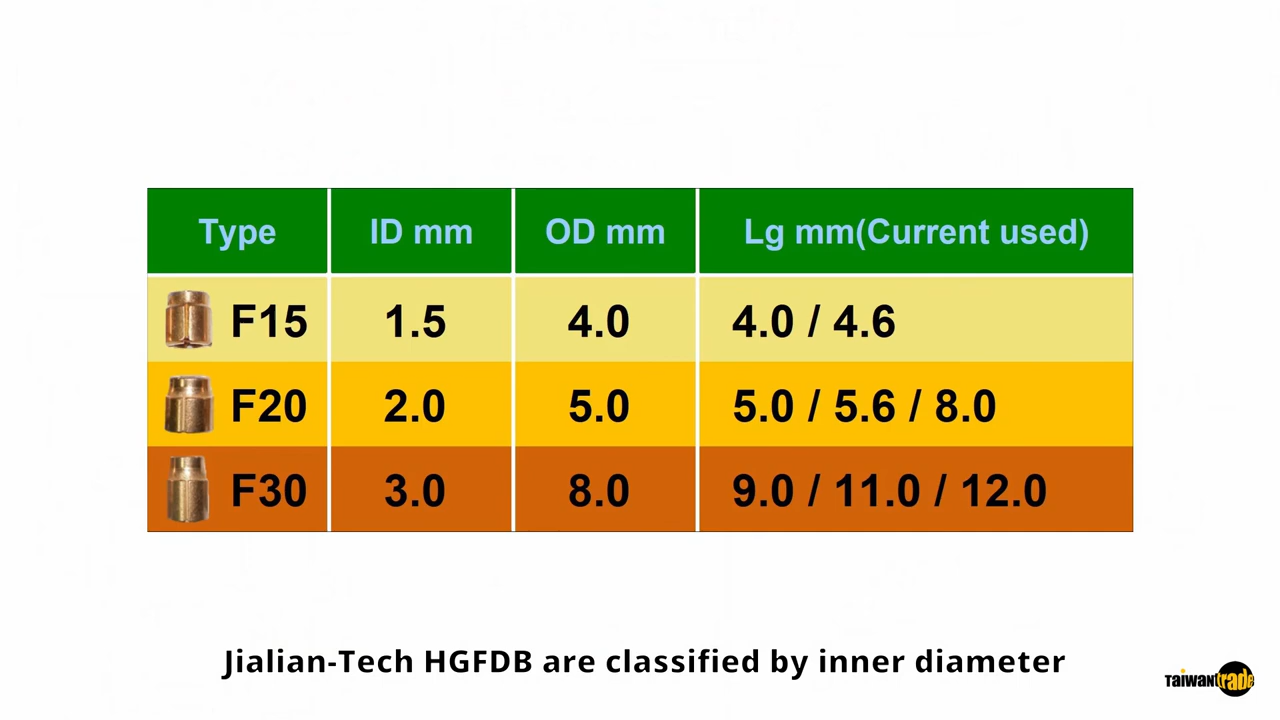 Type ID mm OD mm Lg mm(Current used)
F15 1.5 4.0 4.0 / 4.6
F20 2.0 5.0 5.0 / 5.6 / 8.0
F30 3.0 8.0 9.0 / 11.0 / 12.0
Jialian-Tech HGFDB are classified by inner diameter
TAIWANtrade